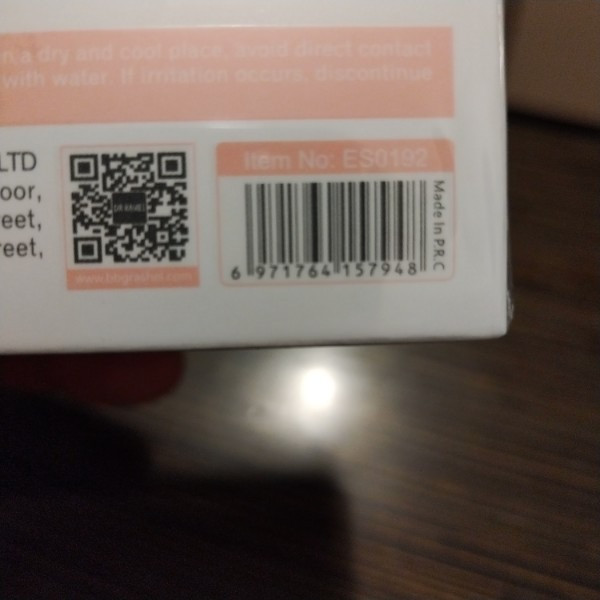 n a dry and cool place, avoid direct contact
with water. If irritation occurs, discontinue
LTD
oor,
reet,
reet,
Item No: ES0192
Made In P.R.C
6 971764 157948